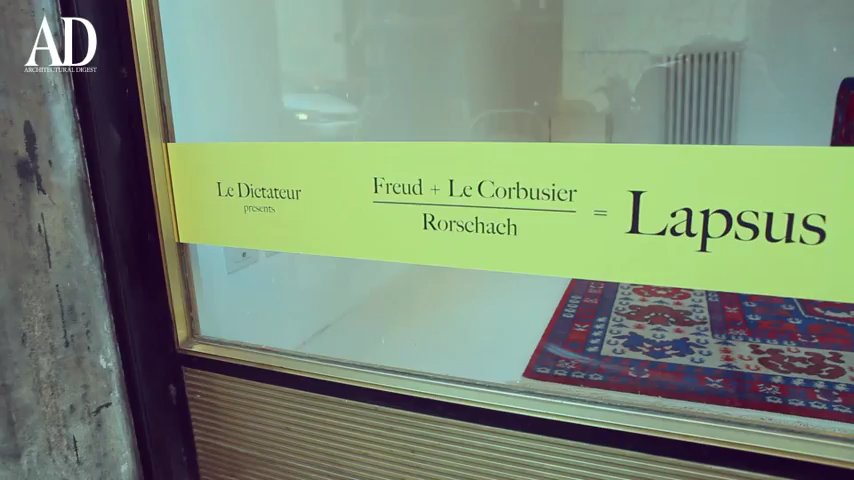 AD
ARCHITECTURAL DIGEST
Le Dictateur
presents
Freud + Le Corbusier
Rorschach
= Lapsus